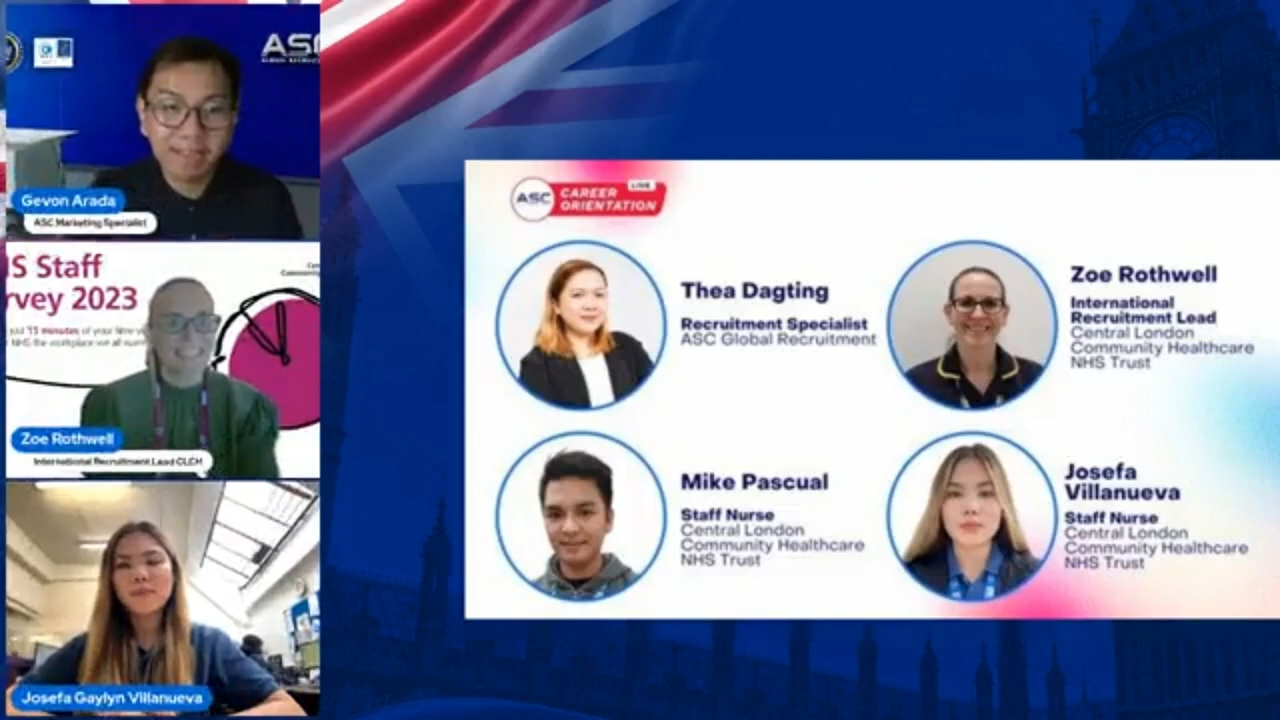 ASC
Gevon Arada
ASC Marketing Specialist
IS Staff
rvey 2023
just 15 minutes of your time
Zoe Rothwell
International Recruitment Lead CLCH
Josefa Gaylyn Villanueva
ASC
CAREER
ORIENTATION
LIVE
Thea Dagting
Recruitment Specialist
ASC Global Recruitment
Zoe Rothwell
International
Recruitment Lead
Central London
Community Healthcare
NHS Trust
Mike Pascual
Staff Nurse
Central London
Community Healthcare
NHS Trust
Josefa
Villanueva
Staff Nurse
Central London
Community Healthcare
NHS Trust